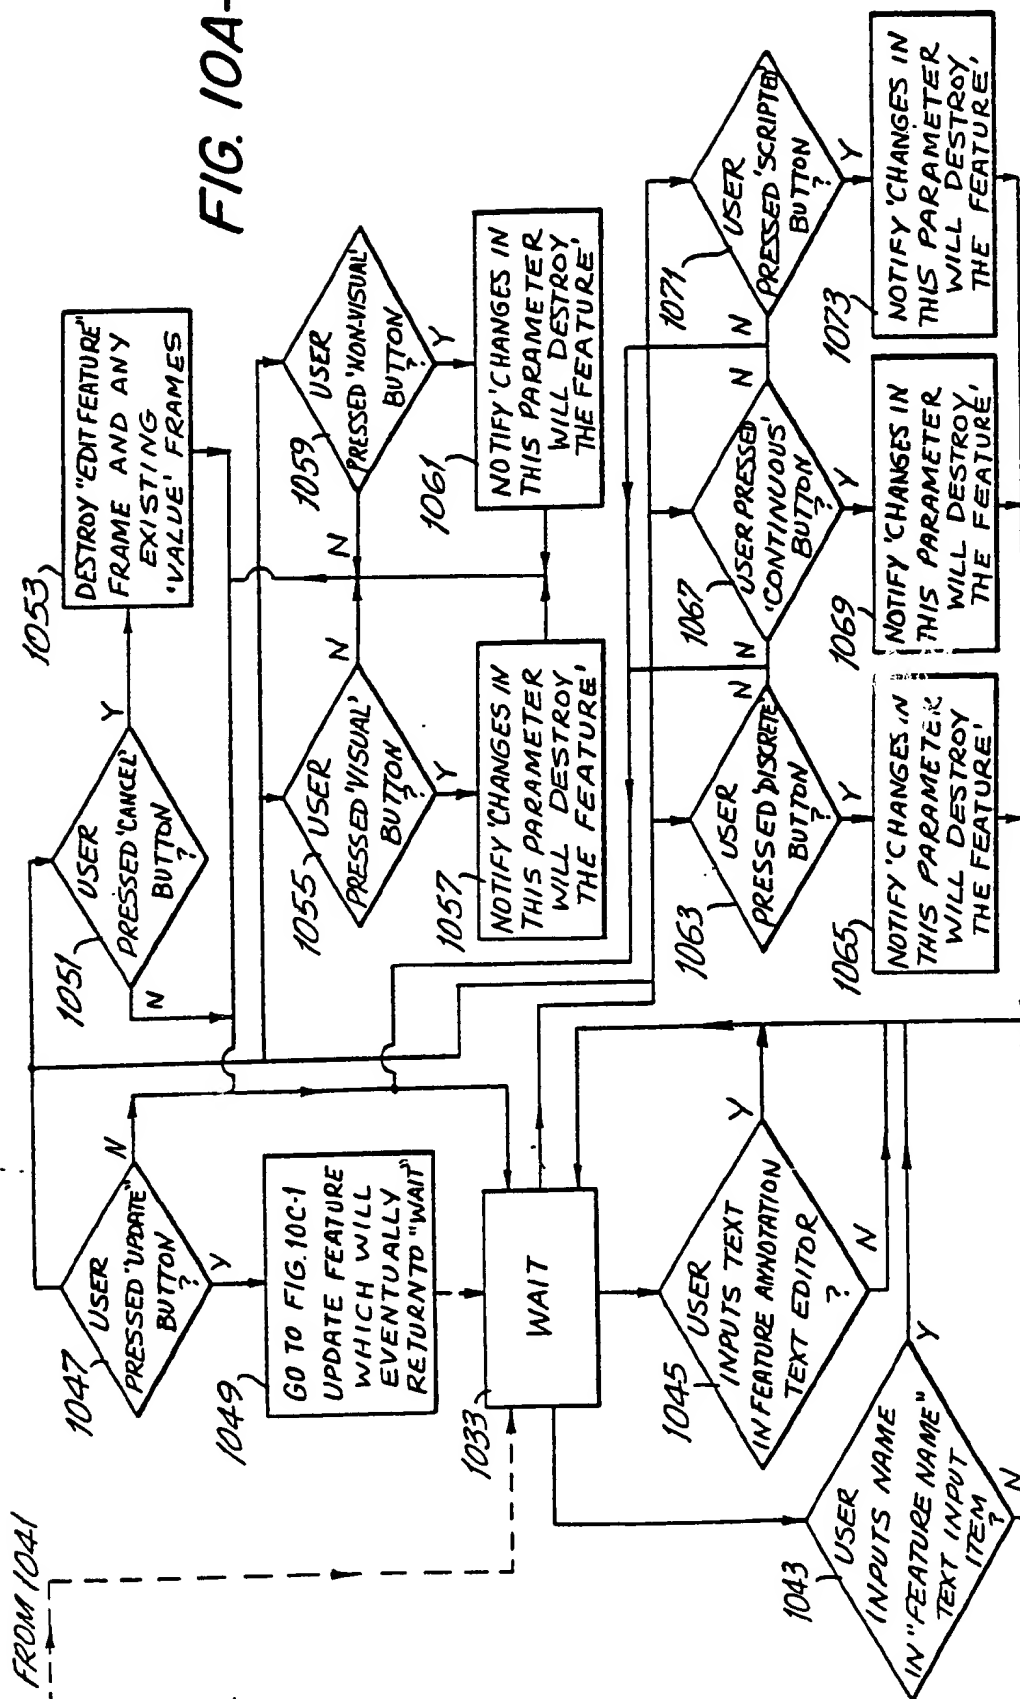 FIG. 10A-
FROM 1041
1047
USER
PRESSED "UPDATE"
BUTTON
?
N
Y
1049
GO TO FIG. 10C-1
UPDATE FEATURE
WHICH WILL
EVENTUALLY
RETURN TO "WAIT"
1033
WAIT
1045
USER
INPUTS TEXT
IN FEATURE ANNOTATION
TEXT EDITOR
?
Y
N
1043
USER
INPUTS NAME
IN "FEATURE NAME"
TEXT INPUT
ITEM
?
Y
N
1051
USER
PRESSED 'CANCEL'
BUTTON
?
N
Y
1053
DESTROY "EDIT FEATURE"
FRAME AND ANY
EXISTING
'VALUE' FRAMES
1055
USER
PRESSED 'VISUAL'
BUTTON
?
N
Y
1057
NOTIFY 'CHANGES IN
THIS PARAMETER
WILL DESTROY
THE FEATURE'
1059
USER
PRESSED 'NON-VISUAL'
BUTTON
?
N
Y
1061
NOTIFY 'CHANGES IN
THIS PARAMETER
WILL DESTROY
THE FEATURE'
1063
USER
PRESSED 'DISCRETE'
BUTTON
?
N
Y
1065
NOTIFY 'CHANGES IN
THIS PARAMETER
WILL DESTROY
THE FEATURE'
1067
USER PRESSED
'CONTINUOUS'
BUTTON
?
N
N
Y
1069
NOTIFY 'CHANGES IN
THIS PARAMETER
WILL DESTROY
THE FEATURE'
1071
USER
PRESSED 'SCRIPTED'
BUTTON
?
N
Y
1073
NOTIFY 'CHANGES IN
THIS PARAMETER
WILL DESTROY
THE FEATURE'